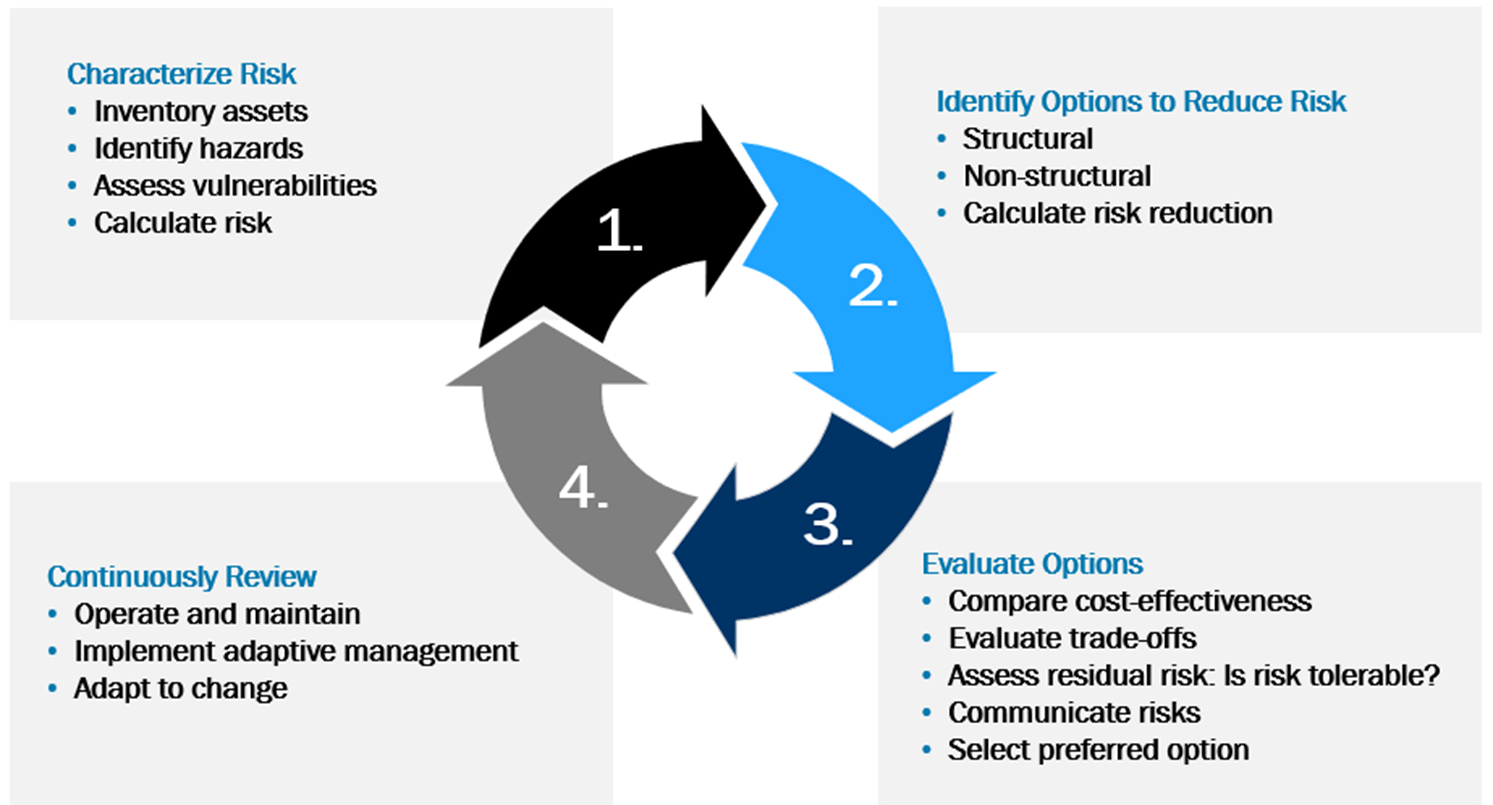 Characterize Risk
• Inventory assets
• Identify hazards
• Assess vulnerabilities
• Calculate risk
1.
Identify Options to Reduce Risk
• Structural
• Non-structural
• Calculate risk reduction
2.
Evaluate Options
• Compare cost-effectiveness
• Evaluate trade-offs
• Assess residual risk: Is risk tolerable?
• Communicate risks
• Select preferred option
3.
Continuously Review
• Operate and maintain
• Implement adaptive management
• Adapt to change
4.